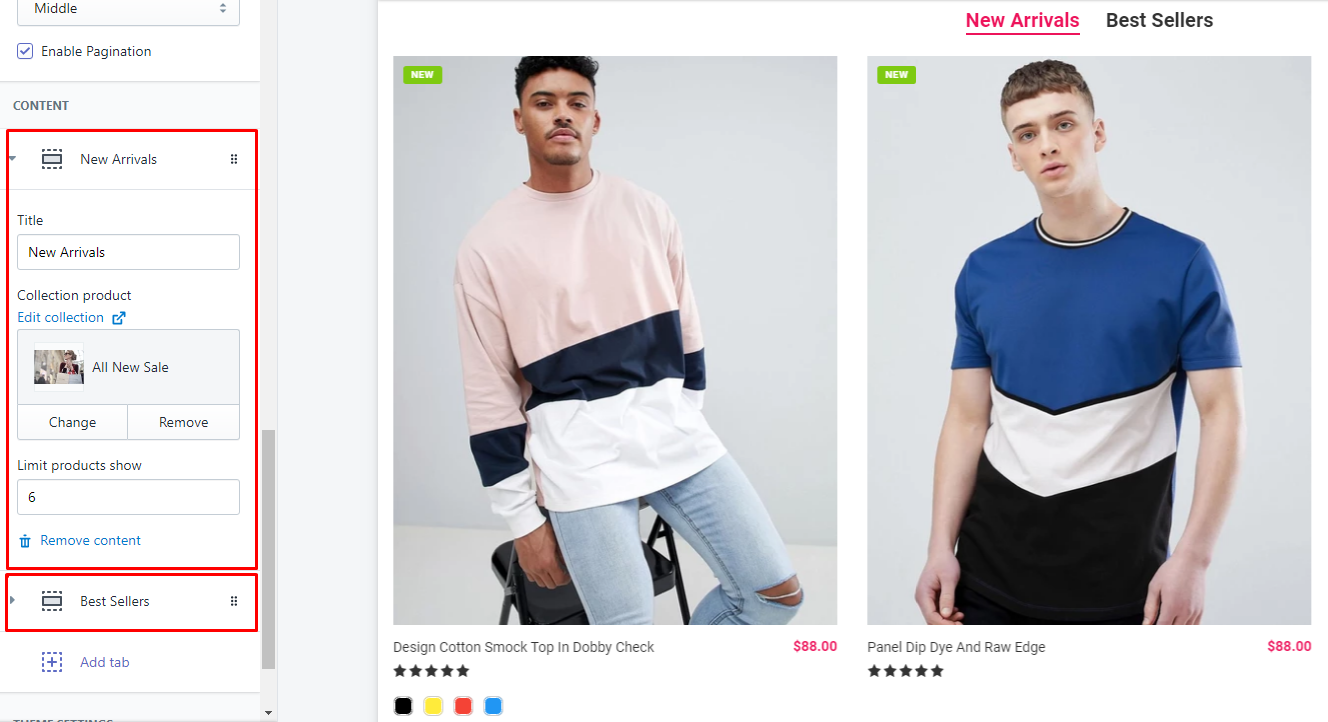 Middle
Enable Pagination
CONTENT
New Arrivals
Title
New Arrivals
Collection product
Edit collection
All New Sale
Change Remove
Limit products show
6
Remove content
Best Sellers
Add tab
THEME SETTINGS
New Arrivals Best Sellers
NEW
NEW
Design Cotton Smock Top In Dobby Check $88.00
Panel Dip Dye And Raw Edge $88.00